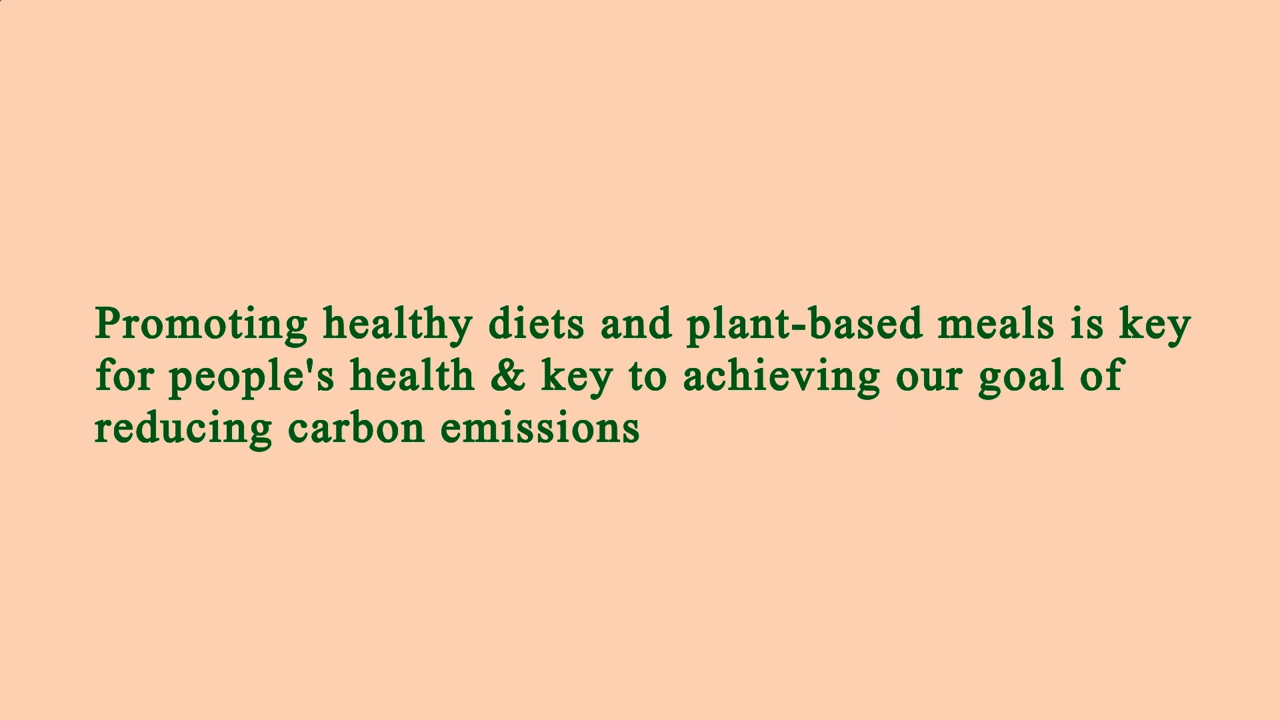 Promoting healthy diets and plant-based meals is key
for people's health & key to achieving our goal of
reducing carbon emissions